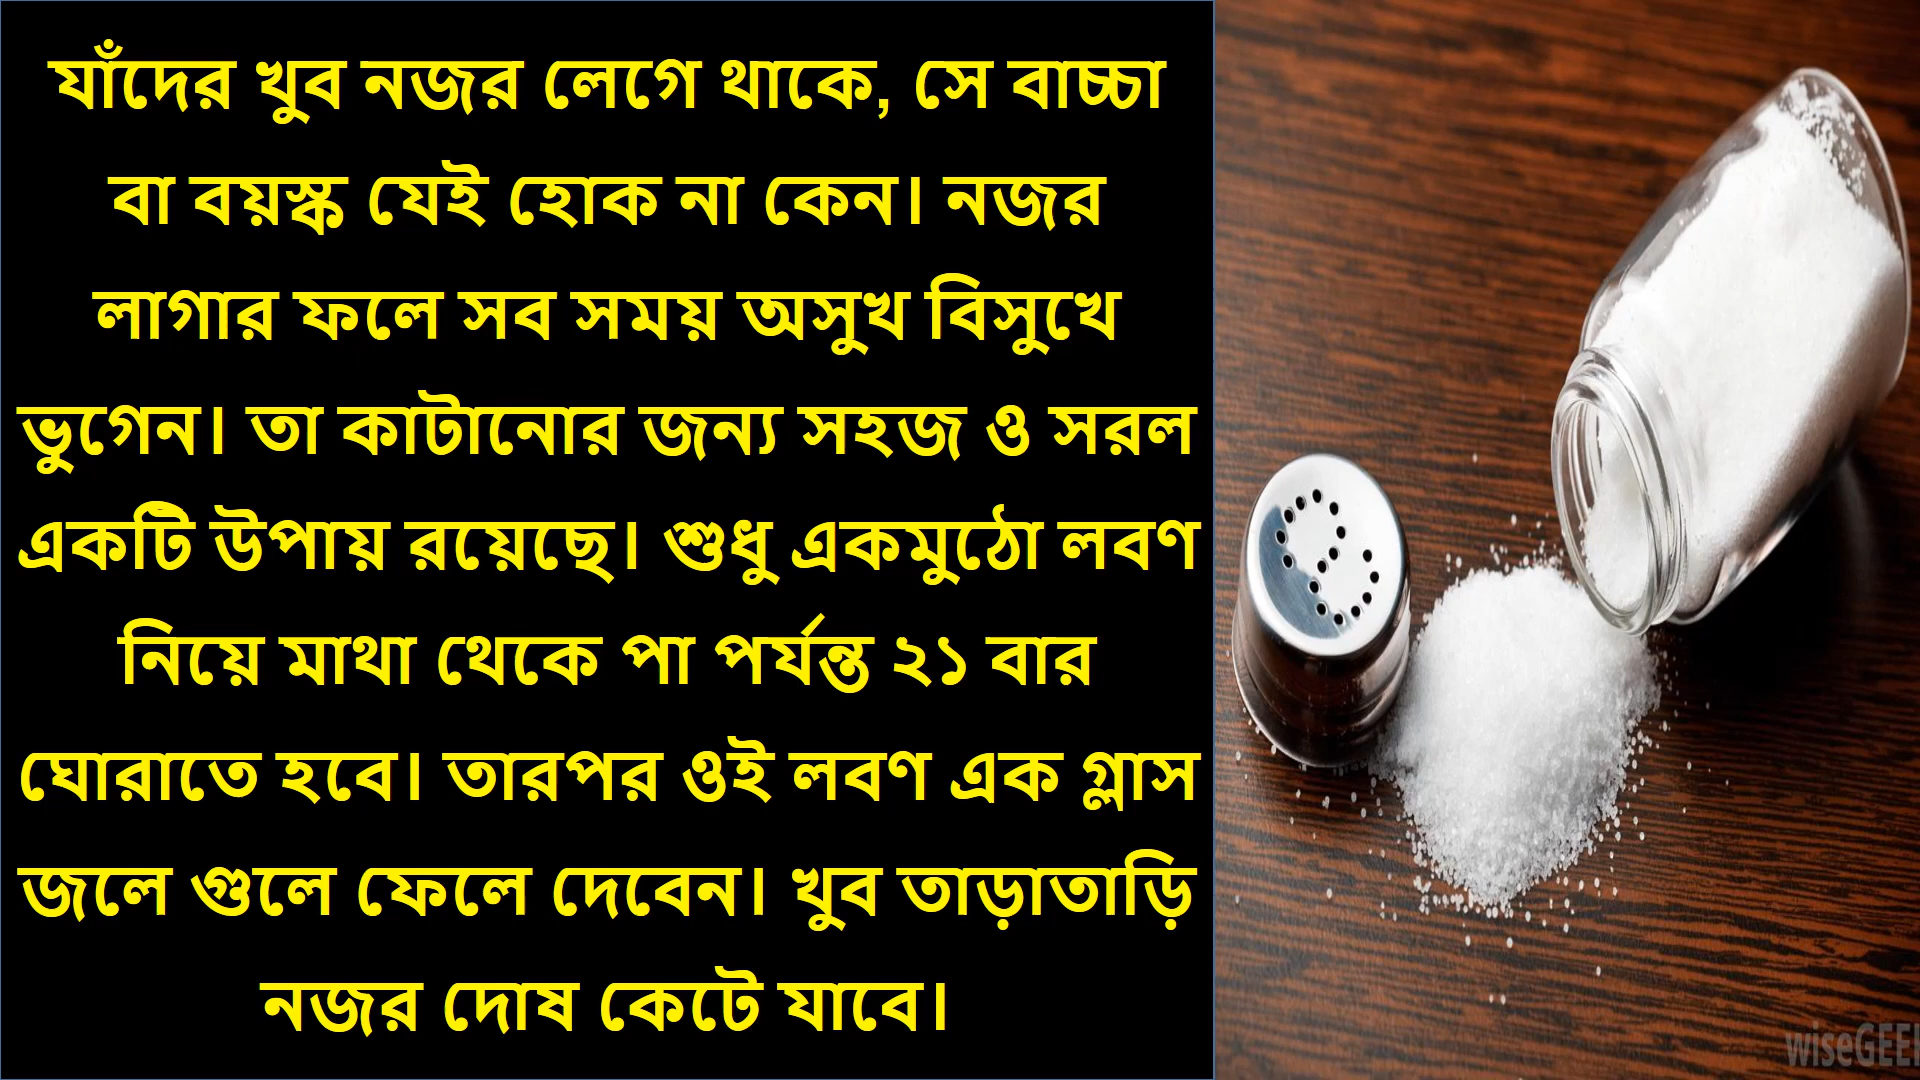 যাঁদের খুব নজর লেগে থাকে, সে বাচ্চা
বা বয়স্ক যেই হোক না কেন। নজর
লাগার ফলে সব সময় অসুখ বিসুখে
ভুগেন। তা কাটানোর জন্য সহজ ও সরল
একটি উপায় রয়েছে। শুধু একমুঠো লবণ
নিয়ে মাথা থেকে পা পর্যন্ত ২১ বার
ঘোরাতে হবে। তারপর ওই লবণ এক গ্লাস
জলে গুলে ফেলে দেবেন। খুব তাড়াতাড়ি
নজর দোষ কেটে যাবে।
wiseGEE